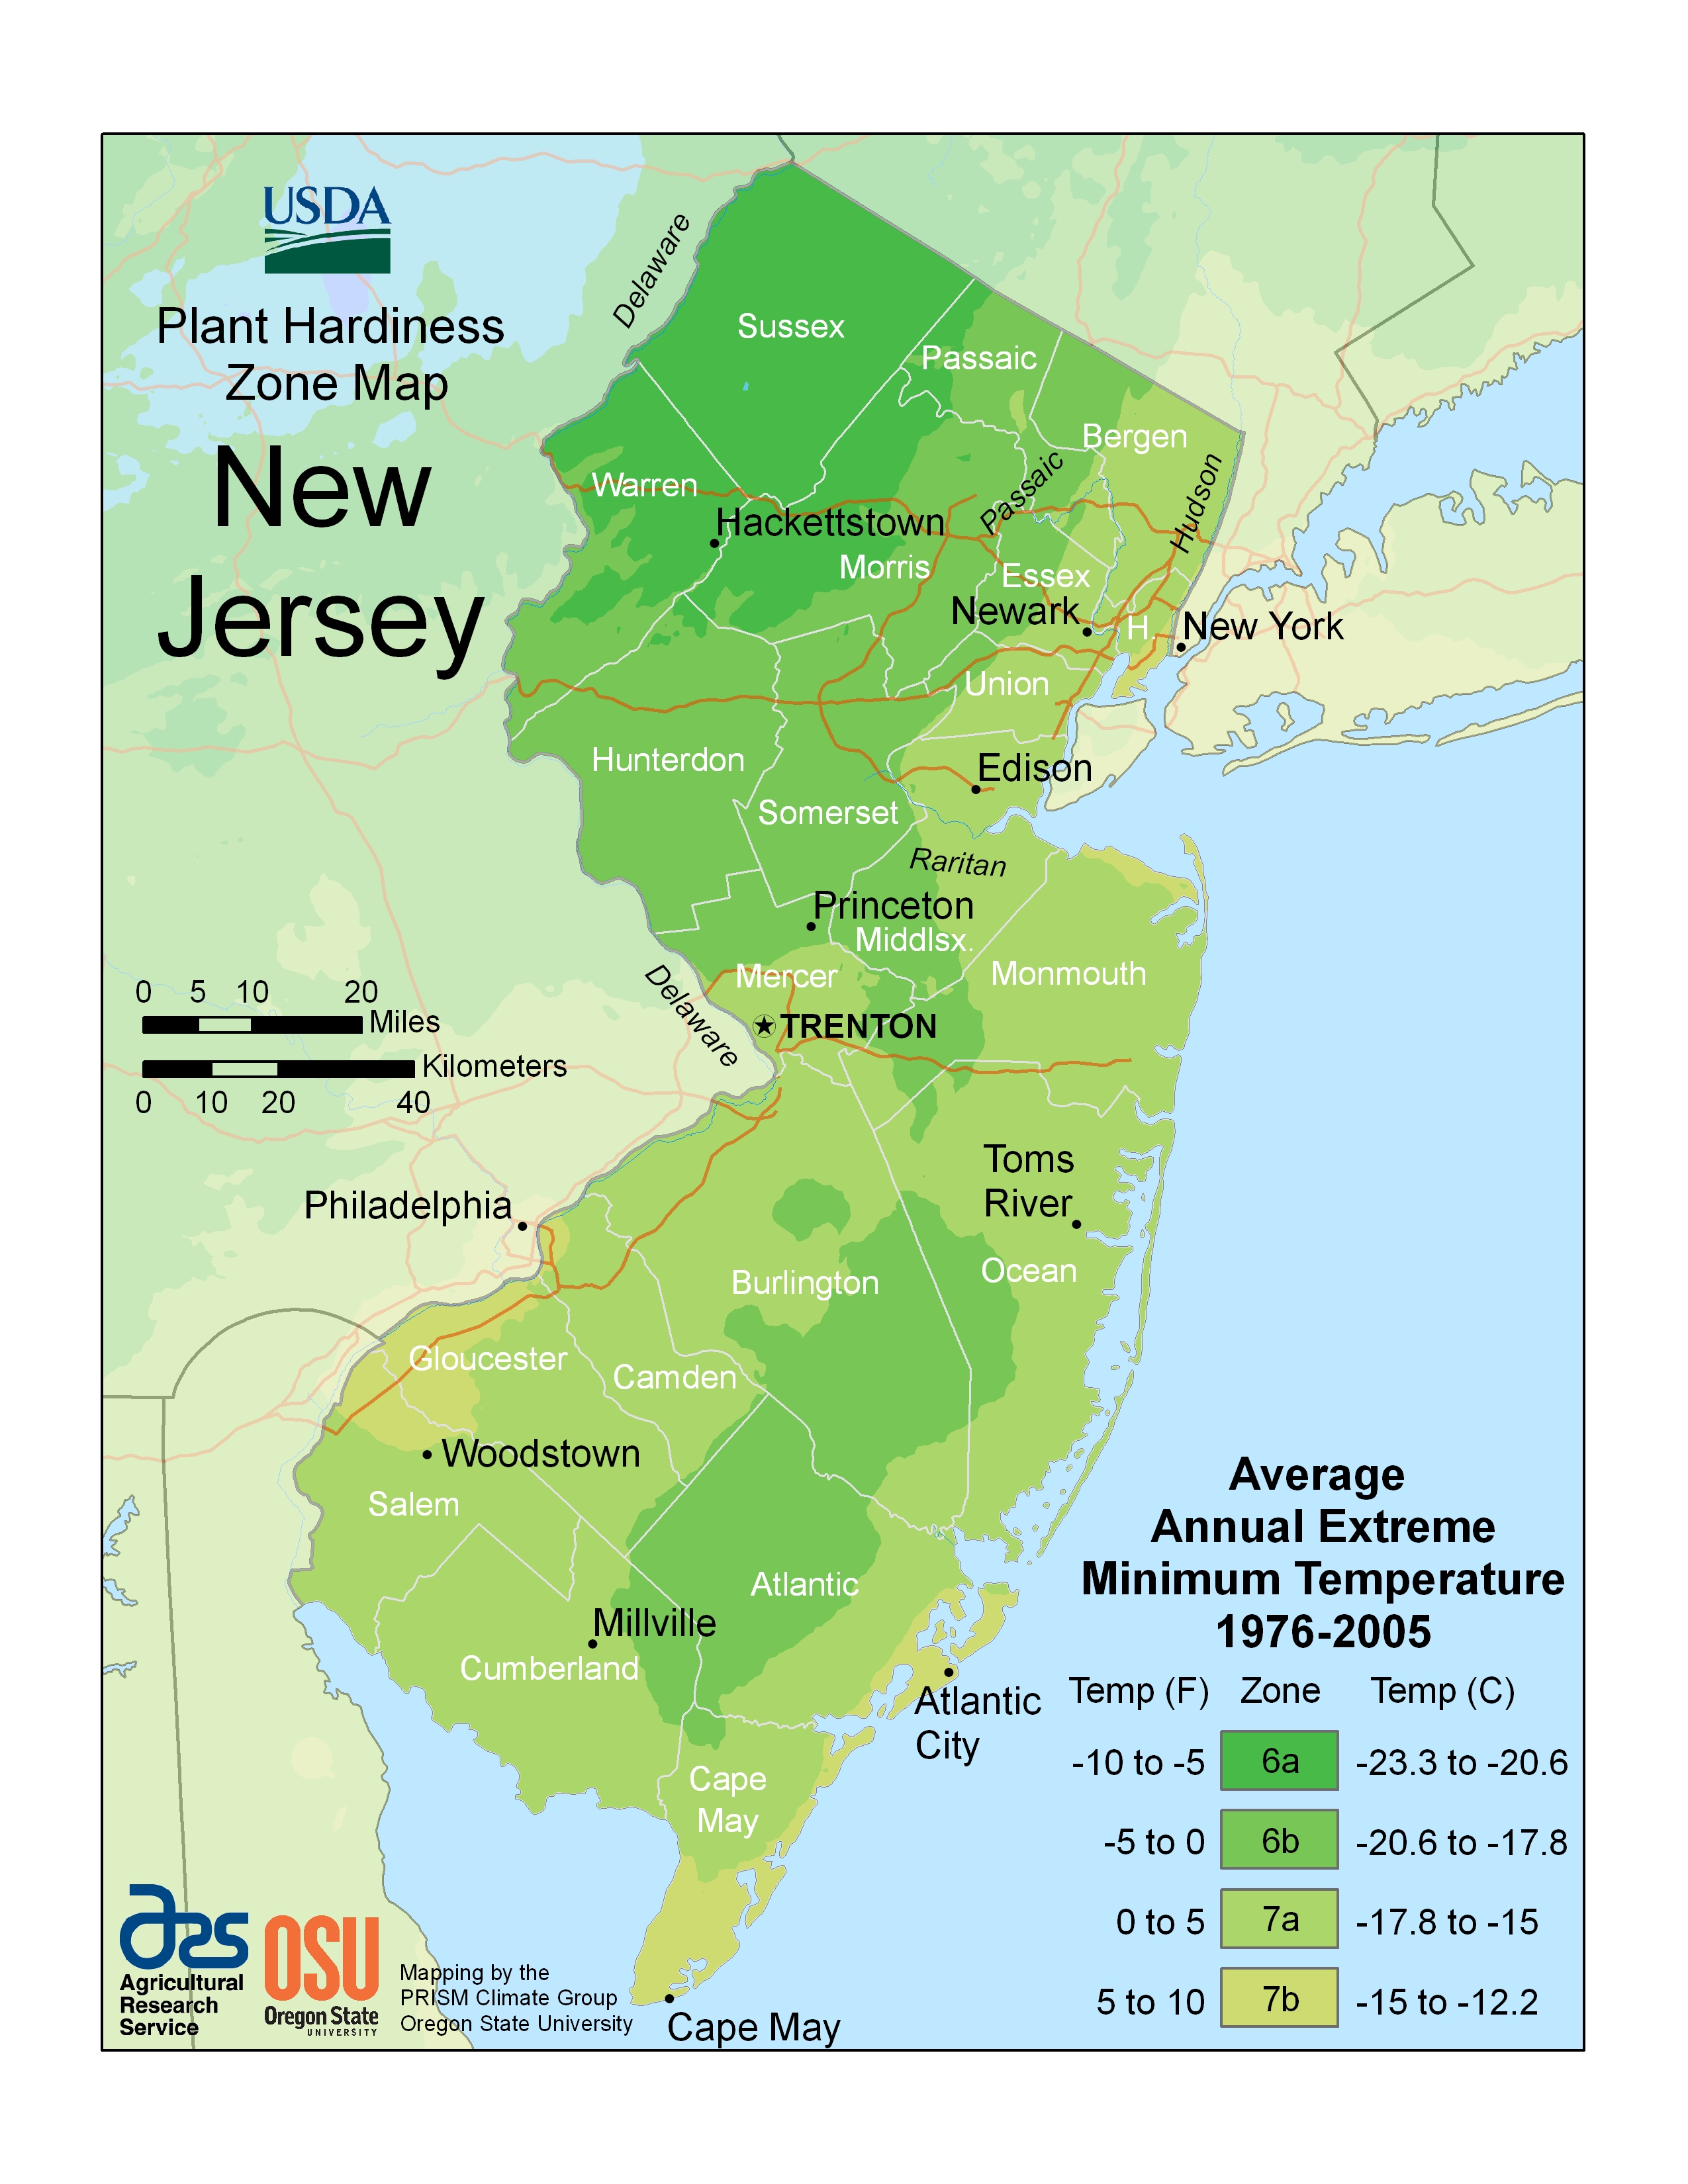 USDA
Plant Hardiness
Zone Map
New
Jersey
Delaware
Sussex
Passaic
Bergen
Passaic
Hudson
Warren
Hackettstown
Morris
Essex
Newark
H.
New York
Union
Hunterdon
Edison
Somerset
Raritan
Princeton
Middlsx.
Mercer
Monmouth
Delaware
TRENTON
0 5 10 20
Miles
Kilometers
0 10 20 40
Toms
River
Philadelphia
Burlington
Ocean
Gloucester
Camden
Woodstown
Salem
Atlantic
Millville
Cumberland
Atlantic
City
Cape
May
Cape May
Average
Annual Extreme
Minimum Temperature
1976-2005
Temp (F) Zone Temp (C)
-10 to -5 6a -23.3 to -20.6
-5 to 0 6b -20.6 to -17.8
0 to 5 7a -17.8 to -15
5 to 10 7b -15 to -12.2
ars
Agricultural
Research
Service
OSU
Oregon State
UNIVERSITY
Mapping by the
PRISM Climate Group
Oregon State University